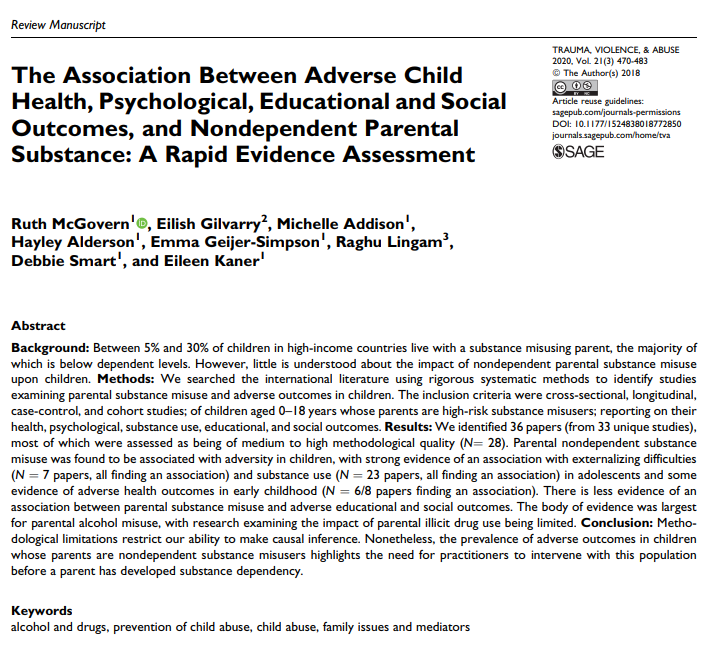 Review Manuscript
TRAUMA, VIOLENCE, & ABUSE
2020, Vol. 21(3) 470-483
© The Author(s) 2018
cc BY NC
Article reuse guidelines:
sagepub.com/journals-permissions
DOI: 10.1177/1524838018772850
journals.sagepub.com/home/tva
SAGE
The Association Between Adverse Child
Health, Psychological, Educational and Social
Outcomes, and Nondependent Parental
Substance: A Rapid Evidence Assessment
Ruth McGovern¹ iD, Eilish Gilvarry², Michelle Addison¹,
Hayley Alderson¹, Emma Geijer-Simpson¹, Raghu Lingam³,
Debbie Smart¹, and Eileen Kaner¹
Abstract
Background: Between 5% and 30% of children in high-income countries live with a substance misusing parent, the majority of
which is below dependent levels. However, little is understood about the impact of nondependent parental substance misuse
upon children. Methods: We searched the international literature using rigorous systematic methods to identify studies
examining parental substance misuse and adverse outcomes in children. The inclusion criteria were cross-sectional, longitudinal,
case-control, and cohort studies; of children aged 0–18 years whose parents are high-risk substance misusers; reporting on their
health, psychological, substance use, educational, and social outcomes. Results: We identified 36 papers (from 33 unique studies),
most of which were assessed as being of medium to high methodological quality (N= 28). Parental nondependent substance
misuse was found to be associated with adversity in children, with strong evidence of an association with externalizing difficulties
(N = 7 papers, all finding an association) and substance use (N = 23 papers, all finding an association) in adolescents and some
evidence of adverse health outcomes in early childhood (N = 6/8 papers finding an association). There is less evidence of an
association between parental substance misuse and adverse educational and social outcomes. The body of evidence was largest
for parental alcohol misuse, with research examining the impact of parental illicit drug use being limited. Conclusion: Metho-
dological limitations restrict our ability to make causal inference. Nonetheless, the prevalence of adverse outcomes in children
whose parents are nondependent substance misusers highlights the need for practitioners to intervene with this population
before a parent has developed substance dependency.
Keywords
alcohol and drugs, prevention of child abuse, child abuse, family issues and mediators